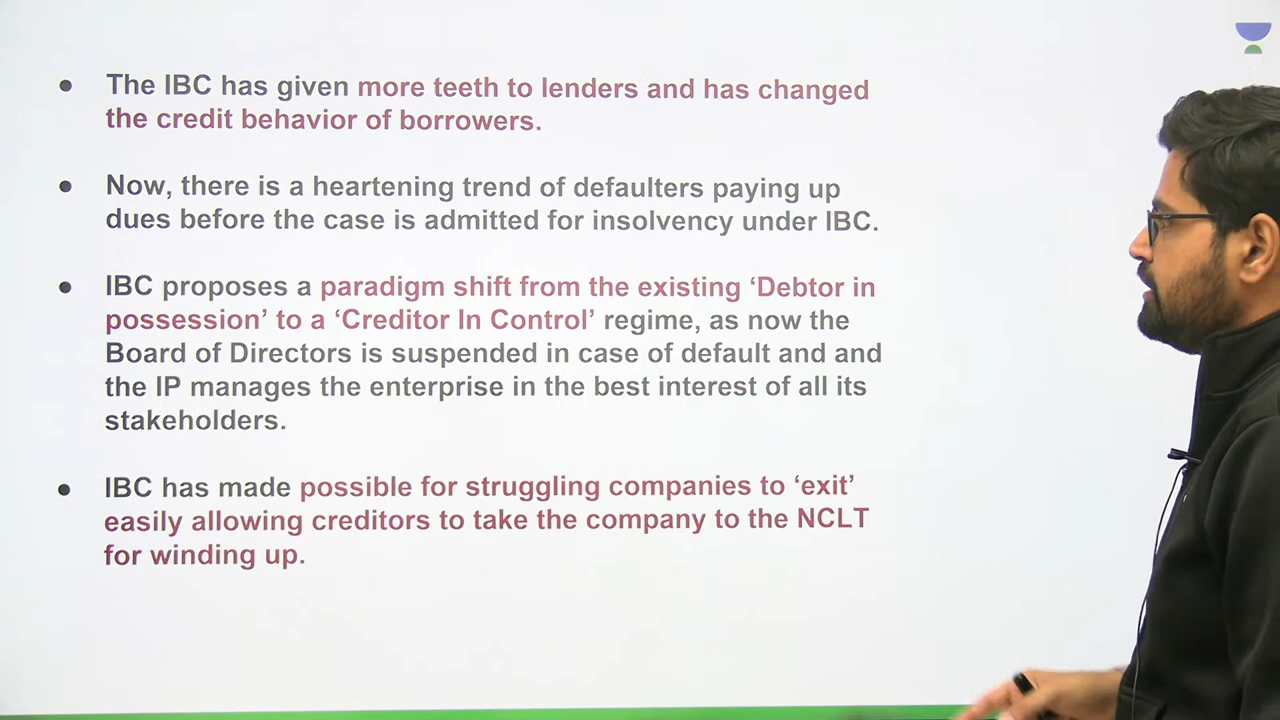 ● The IBC has given more teeth to lenders and has changed
the credit behavior of borrowers.
● Now, there is a heartening trend of defaulters paying up
dues before the case is admitted for insolvency under IBC.
● IBC proposes a paradigm shift from the existing ‘Debtor in
possession’ to a ‘Creditor In Control’ regime, as now the
Board of Directors is suspended in case of default and and
the IP manages the enterprise in the best interest of all its
stakeholders.
● IBC has made possible for struggling companies to ‘exit’
easily allowing creditors to take the company to the NCLT
for winding up.